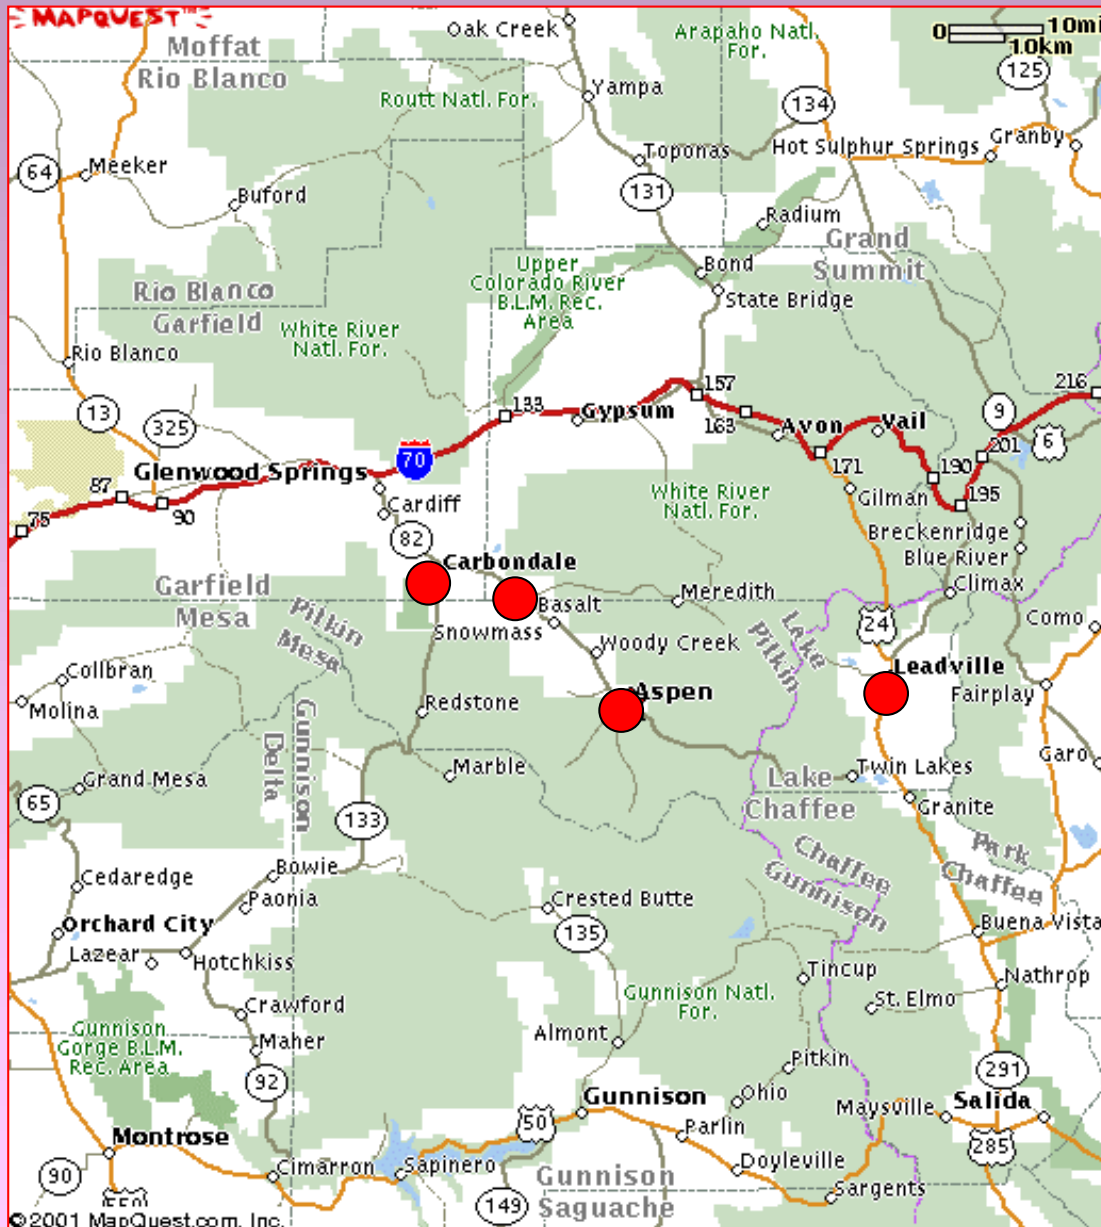 MAPQUEST™
Oak Creek
Arapaho Natl.
For.
0 10mi
10km
Moffat
Rio Blanco
125
Yampa
Routt Natl. For.
134
Hot Sulphur Springs
Granby
Toponas
64
Meeker
131
Buford
Radium
Grand
Summit
Upper
Colorado River
B.L.M. Rec.
Area
Bond
State Bridge
Rio Blanco
Garfield
White River
Natl. For.
Rio Blanco
13
325
133
Gypsum
157
163
Avon
Vail
9
216
6
201
70
Glenwood Springs
171
190
195
87
90
75
Cardiff
White River
Natl. For.
Gilman
Breckenridge
Blue River
82
Carbondale
Garfield
Mesa
Pitkin
Mesa
Basalt
Meredith
Climax
Snowmass
Woody Creek
Lake
Pitkin
24
Como
Leadville
Collbran
Molina
Redstone
Aspen
Fairplay
Gunnison
Delta
Marble
Garo
Grand Mesa
65
Lake
Chaffee
Twin Lakes
Granite
133
Chaffee
Gunnison
Park
Chaffee
Bowie
Cedaredge
Paonia
Crested Butte
135
Buena Vista
Orchard City
Lazear
Hotchkiss
Tincup
Nathrop
Crawford
Gunnison Natl.
For.
St. Elmo
Gunnison
Gorge B.L.M.
Rec. Area
Maher
Almont
Pitkin
92
291
Gunnison
Ohio
Maysville
Salida
50
Parlin
285
Montrose
90
Cimarron
Sapinero
Doyleville
Sargents
550
149
Gunnison
Saguache
©2001 MapQuest.com, Inc.